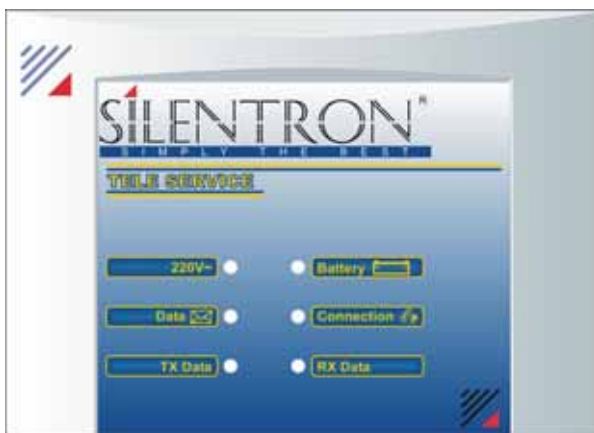 SILENTRON®
SIMPLY THE BEST
TELE SERVICE
220V~ Battery
Data Connection
TX Data RX Data